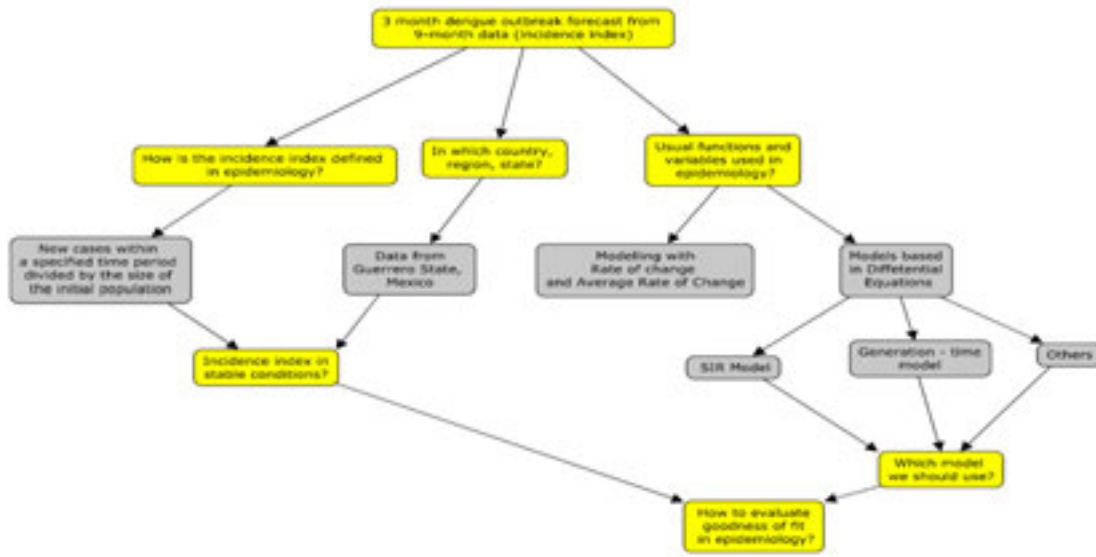 3 month dengue outbreak forecast from
9-month data (Incidence Index)
How is the incidence index defined
in epidemiology?
In which country,
region, state?
Usual functions and
variables used in
epidemiology?
New cases within
a specified time period
divided by the size of
the initial population
Data from
Guerrero State,
Mexico
Modelling with
Rate of change
and Average Rate of Change
Models based
in Diffetential
Equations
Incidence index in
stable conditions?
SIR Model
Generation - time
model
Others
Which model
we should use?
How to evaluate
goodness of fit
in epidemiology?